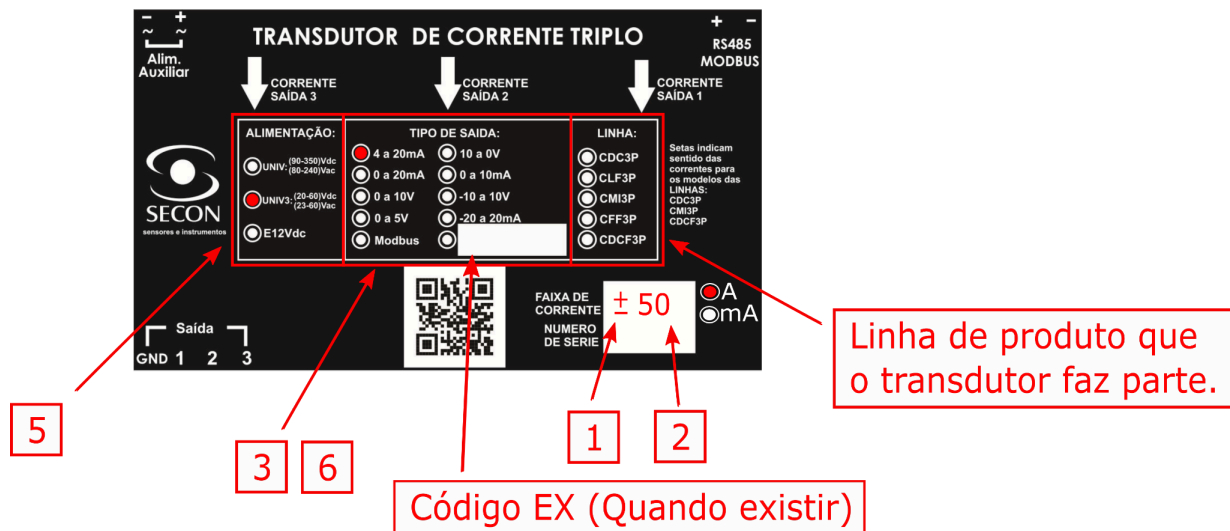 - +
~ ~
Alim.
Auxiliar
TRANSDUTOR DE CORRENTE TRIPLO
+ -
RS485
MODBUS
CORRENTE
SAÍDA 3
CORRENTE
SAÍDA 2
CORRENTE
SAÍDA 1
ALIMENTAÇÃO:
UNIV: (90-350)Vdc
(80-240)Vac
UNIV3: (20-60)Vdc
(23-60)Vac
E12Vdc
TIPO DE SAIDA:
4 a 20mA
0 a 20mA
0 a 10V
0 a 5V
Modbus
10 a 0V
0 a 10mA
-10 a 10V
-20 a 20mA
LINHA:
CDC3P
CLF3P
CMI3P
CFF3P
CDCF3P
Setas indicam
sentido das
correntes para
os modelos das
LINHAS:
CDC3P
CMI3P
CDCF3P
SECON
sensores e instrumentos
FAIXA DE
CORRENTE
± 50
A
mA
NUMERO
DE SERIE
Saída
GND 1 2 3
5
3 6
1 2
Linha de produto que
o transdutor faz parte.
Código EX (Quando existir)